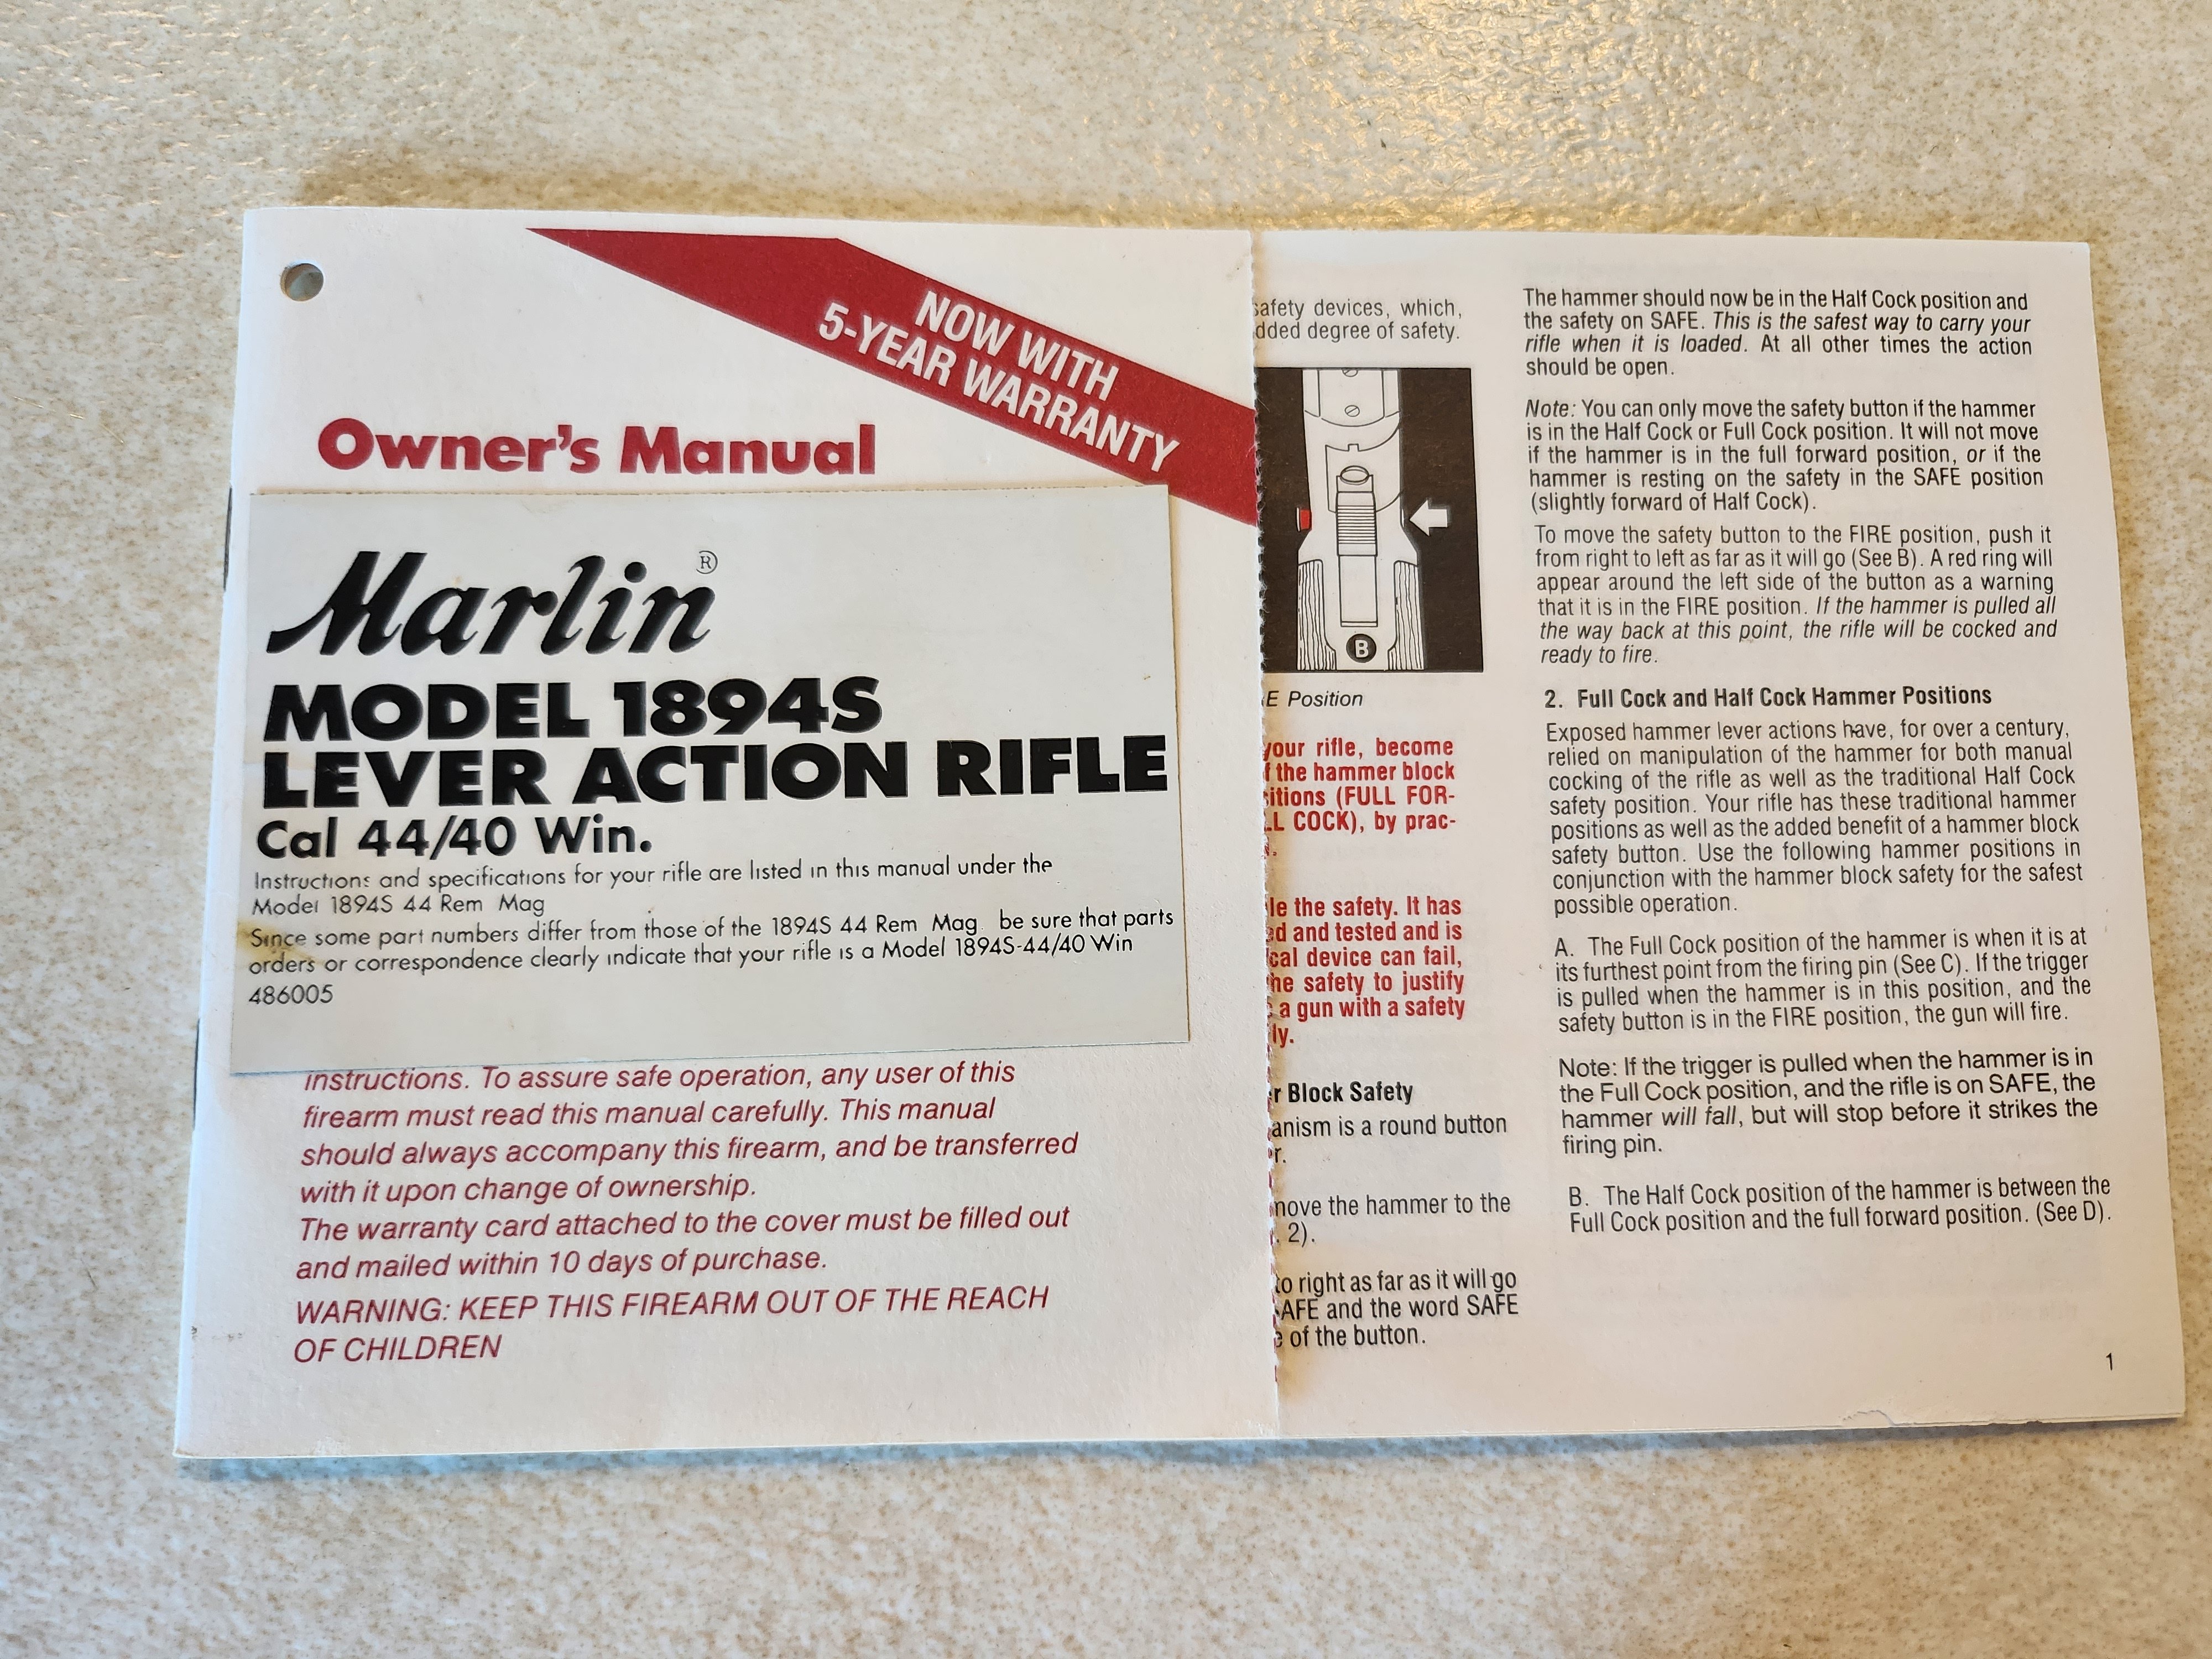 NOW WITH
5-YEAR WARRANTY
Owner's Manual
Marlin®
MODEL 1894S
LEVER ACTION RIFLE
Cal 44/40 Win.
Instructions and specifications for your rifle are listed in this manual under the
Model 1894S 44 Rem Mag
Since some part numbers differ from those of the 1894S 44 Rem Mag be sure that parts
orders or correspondence clearly indicate that your rifle is a Model 1894S-44/40 Win
486005
instructions. To assure safe operation, any user of this
firearm must read this manual carefully. This manual
should always accompany this firearm, and be transferred
with it upon change of ownership.
The warranty card attached to the cover must be filled out
and mailed within 10 days of purchase.
WARNING: KEEP THIS FIREARM OUT OF THE REACH
OF CHILDREN
safety devices, which,
dded degree of safety.
B
E Position
your rifle, become
f the hammer block
itions (FULL FOR-
LL COCK), by prac-
le the safety. It has
d and tested and is
cal device can fail,
he safety to justify
a gun with a safety
ly.
r Block Safety
anism is a round button
r.
move the hammer to the
. 2).
to right as far as it will go
AFE and the word SAFE
e of the button.
The hammer should now be in the Half Cock position and
the safety on SAFE. This is the safest way to carry your
rifle when it is loaded. At all other times the action
should be open.
Note: You can only move the safety button if the hammer
is in the Half Cock or Full Cock position. It will not move
if the hammer is in the full forward position, or if the
hammer is resting on the safety in the SAFE position
(slightly forward of Half Cock).
To move the safety button to the FIRE position, push it
from right to left as far as it will go (See B). A red ring will
appear around the left side of the button as a warning
that it is in the FIRE position. If the hammer is pulled all
the way back at this point, the rifle will be cocked and
ready to fire.
2. Full Cock and Half Cock Hammer Positions
Exposed hammer lever actions have, for over a century,
relied on manipulation of the hammer for both manual
cocking of the rifle as well as the traditional Half Cock
safety position. Your rifle has these traditional hammer
positions as well as the added benefit of a hammer block
safety button. Use the following hammer positions in
conjunction with the hammer block safety for the safest
possible operation.
A. The Full Cock position of the hammer is when it is at
its furthest point from the firing pin (See C). If the trigger
is pulled when the hammer is in this position, and the
safety button is in the FIRE position, the gun will fire.
Note: If the trigger is pulled when the hammer is in
the Full Cock position, and the rifle is on SAFE, the
hammer will fall, but will stop before it strikes the
firing pin.
B. The Half Cock position of the hammer is between the
Full Cock position and the full forward position. (See D).
1